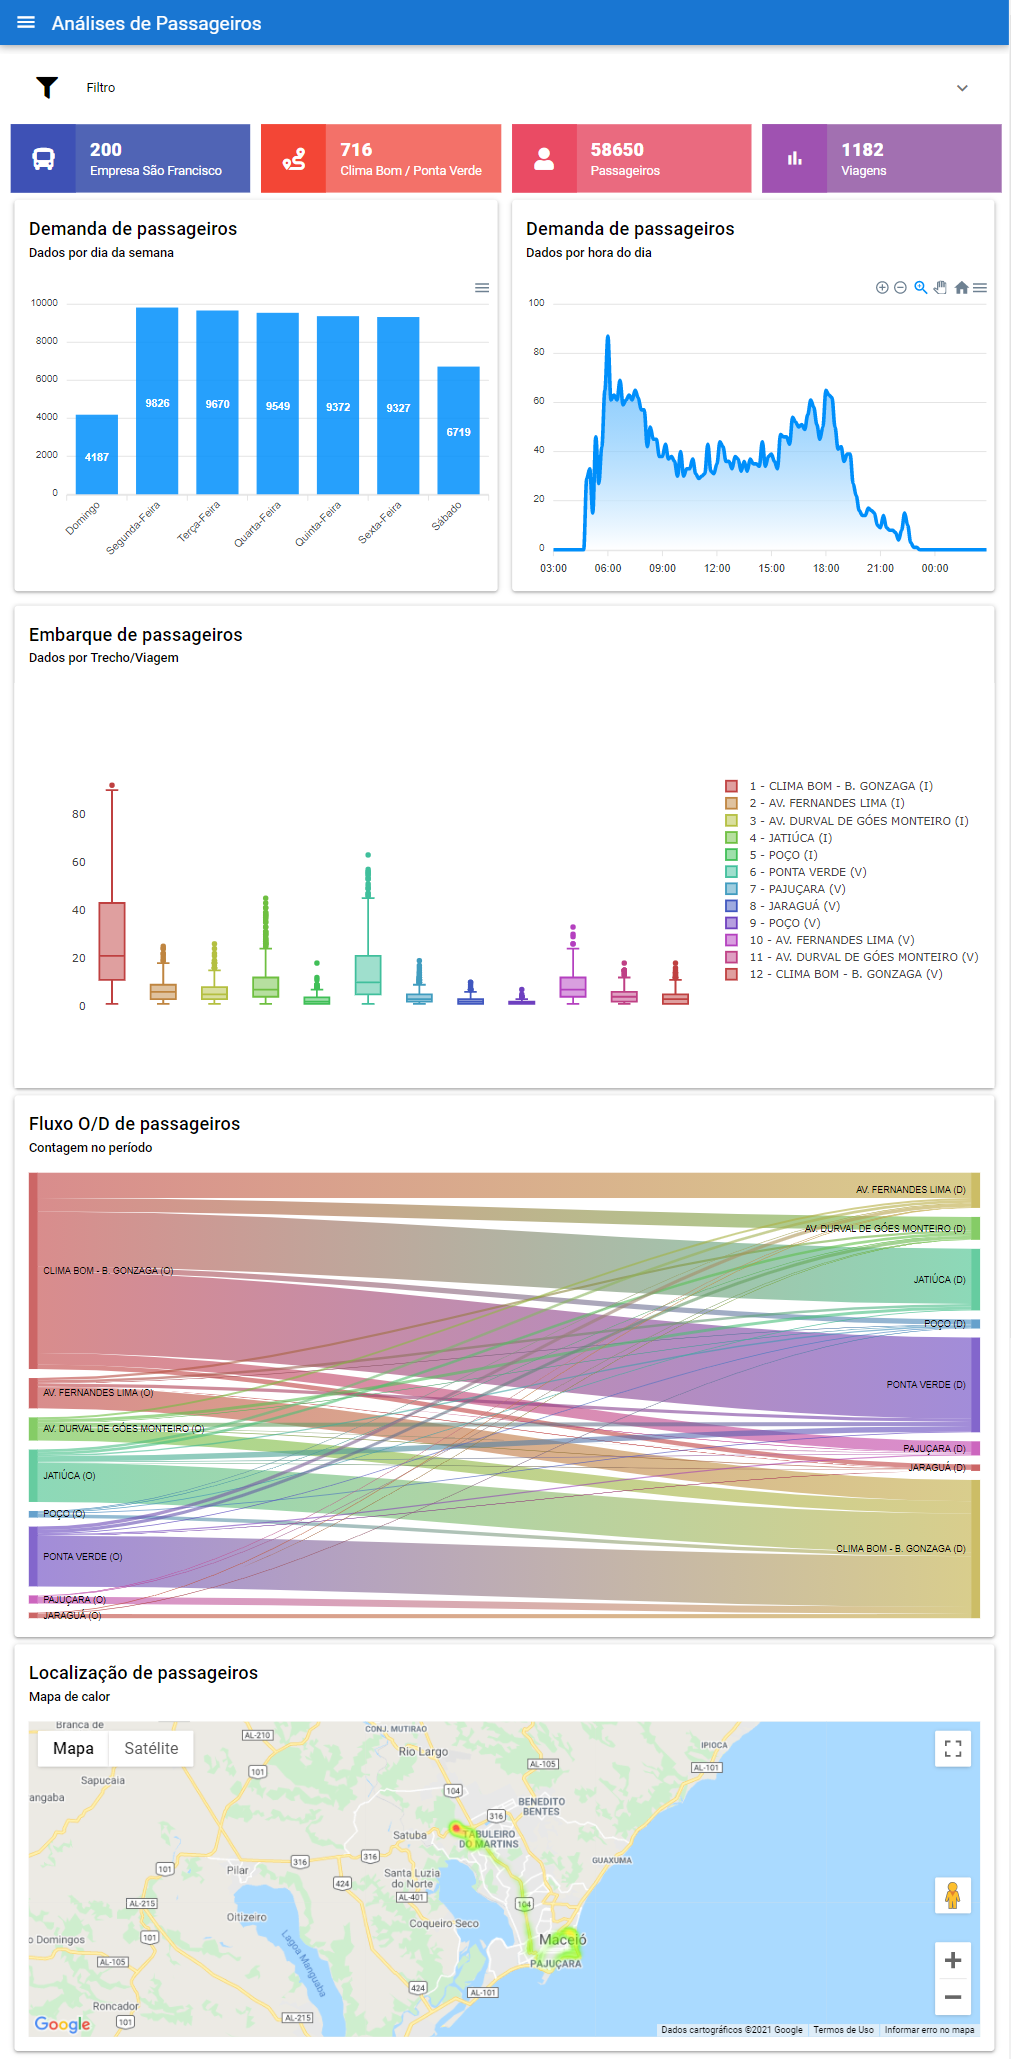 Análises de Passageiros
Filtro
200
Empresa São Francisco
716
Clima Bom / Ponta Verde
58650
Passageiros
1182
Viagens
Demanda de passageiros
Dados por dia da semana
10000
8000
6000
4000
2000
0
4187
9826
9670
9549
9372
9327
6719
Domingo
Segunda-Feira
Terça-Feira
Quarta-Feira
Quinta-Feira
Sexta-Feira
Sábado
Demanda de passageiros
Dados por hora do dia
100
80
60
40
20
0
03:00
06:00
09:00
12:00
15:00
18:00
21:00
00:00
Embarque de passageiros
Dados por Trecho/Viagem
80
60
40
20
0
1 - CLIMA BOM - B. GONZAGA (I)
2 - AV. FERNANDES LIMA (I)
3 - AV. DURVAL DE GÓES MONTEIRO (I)
4 - JATIÚCA (I)
5 - POÇO (I)
6 - PONTA VERDE (V)
7 - PAJUÇARA (V)
8 - JARAGUÁ (V)
9 - POÇO (V)
10 - AV. FERNANDES LIMA (V)
11 - AV. DURVAL DE GÓES MONTEIRO (V)
12 - CLIMA BOM - B. GONZAGA (V)
Fluxo O/D de passageiros
Contagem no período
CLIMA BOM - B. GONZAGA (O)
AV. FERNANDES LIMA (O)
AV. DURVAL DE GÓES MONTEIRO (O)
JATIÚCA (O)
POÇO (O)
PONTA VERDE (O)
PAJUÇARA (O)
JARAGUÁ (O)
AV. FERNANDES LIMA (D)
AV. DURVAL DE GÓES MONTEIRO (D)
JATIÚCA (D)
POÇO (D)
PONTA VERDE (D)
PAJUÇARA (D)
JARAGUÁ (D)
CLIMA BOM - B. GONZAGA (D)
Localização de passageiros
Mapa de calor
Branca de
Mapa
Satélite
AL-210
CONJ. MUTIRAO
Rio Largo
IPIOCA
AL-105
AL-101
101
Sapucaia
angaba
104
BENEDITO
BENTES
316
Satuba
TABULEIRO
DO MARTINS
GUAXUMA
101
Pilar
316
316
424
Santa Luzia
do Norte
AL-401
AL-215
104
Oitizeiro
Coqueiro Seco
101
Domingos
AL-105
Lagoa Manguaba
Maceió
PAJUÇARA
424
AL-101
Roncador
101
AL-215
Google
Dados cartográficos ©2021 Google
Termos de Uso
Informar erro no mapa